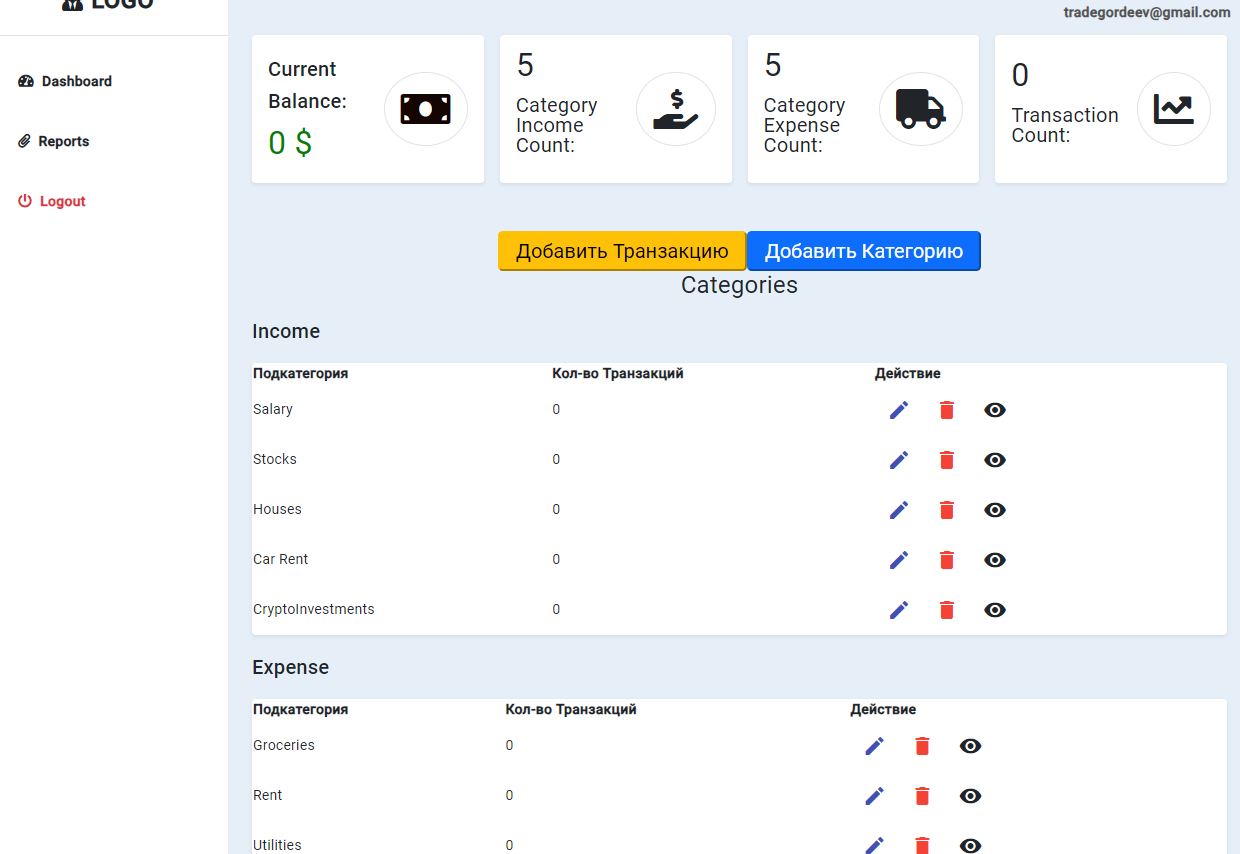 LOGO
tradegordeev@gmail.com
Dashboard
Reports
Logout
Current
Balance:
0 $
5
Category
Income
Count:
5
Category
Expense
Count:
0
Transaction
Count:
Добавить Транзакцию Добавить Категорию
Categories
Income
Подкатегория Кол-во Транзакций Действие
Salary 0
Stocks 0
Houses 0
Car Rent 0
CryptoInvestments 0
Expense
Подкатегория Кол-во Транзакций Действие
Groceries 0
Rent 0
Utilities 0